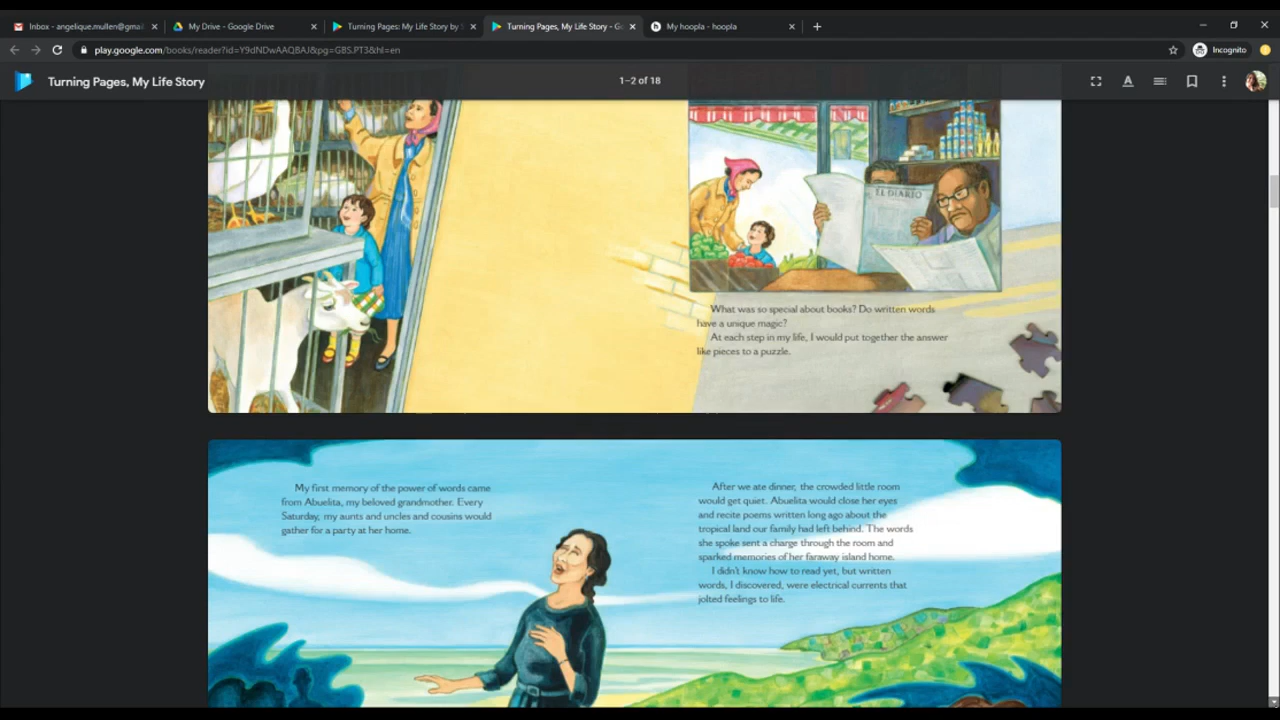 Inbox - angelique.mullen@gmai
My Drive - Google Drive
Turning Pages: My Life Story by S
Turning Pages, My Life Story - Go
My hoopla - hoopla
play.google.com/books/reader?id=Y9dNDwAAQBAJ&pg=GBS.PT3&hl=en
Incognito
Turning Pages, My Life Story
1–2 of 18
EL DIARIO
What was so special about books? Do written words
have a unique magic?
At each step in my life, I would put together the answer
like pieces to a puzzle.
My first memory of the power of words came
from Abuelita, my beloved grandmother. Every
Saturday, my aunts and uncles and cousins would
gather for a party at her home.
After we ate dinner, the crowded little room
would get quiet. Abuelita would close her eyes
and recite poems written long ago about the
tropical land our family had left behind. The words
she spoke sent a charge through the room and
sparked memories of her faraway island home.
I didn't know how to read yet, but written
words, I discovered, were electrical currents that
jolted feelings to life.